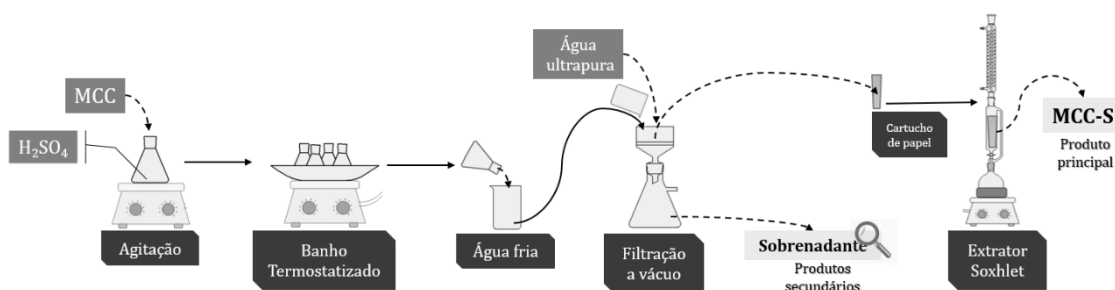 MCC
H₂SO₄
Agitação
Banho
Termostatizado
Água fria
Água
ultrapura
Filtração
a vácuo
Sobrenadante
Produtos
secundários
Cartucho
de papel
Extrator
Soxhlet
MCC-S
Produto
principal